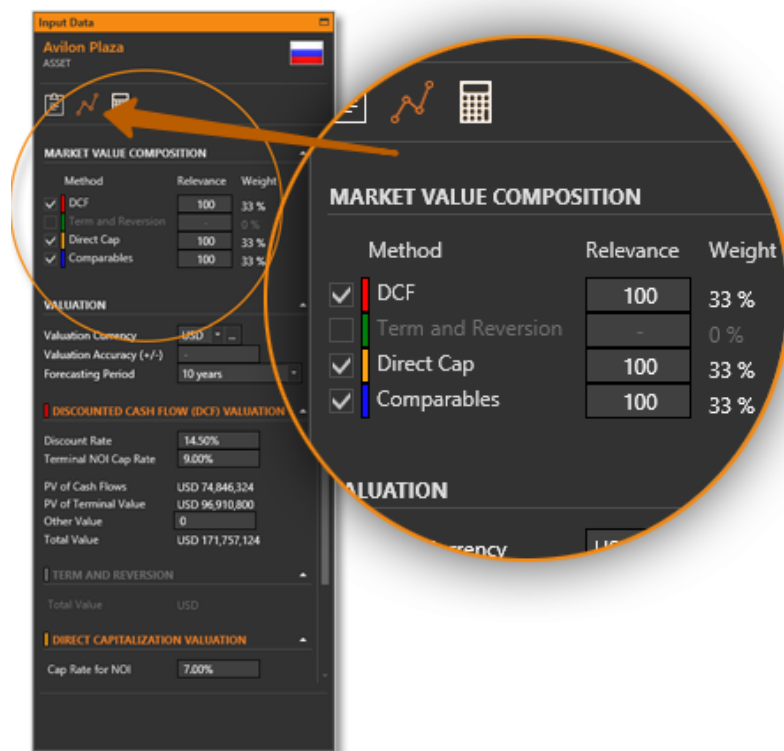 Input Data
Avilon Plaza
ASSET
MARKET VALUE COMPOSITION
Method Relevance Weight
DCF 100 33 %
Term and Reversion - 0 %
Direct Cap 100 33 %
Comparables 100 33 %
VALUATION
Valuation Currency USD ...
Valuation Accuracy (+/-) -
Forecasting Period 10 years
DISCOUNTED CASH FLOW (DCF) VALUATION
Discount Rate 14.50%
Terminal NOI Cap Rate 9.00%
PV of Cash Flows USD 74,846,324
PV of Terminal Value USD 96,910,800
Other Value 0
Total Value USD 171,757,124
TERM AND REVERSION
Total Value USD
DIRECT CAPITALIZATION VALUATION
Cap Rate for NOI 7.00%
MARKET VALUE COMPOSITION
Method Relevance Weight
DCF 100 33 %
Term and Reversion - 0 %
Direct Cap 100 33 %
Comparables 100 33 %
ALUATION